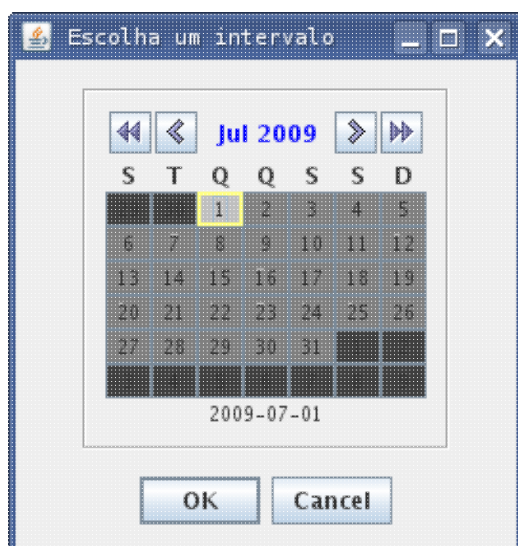 Escolha um intervalo
Jul 2009
S T Q Q S S D
1 2 3 4 5
6 7 8 9 10 11 12
13 14 15 16 17 18 19
20 21 22 23 24 25 26
27 28 29 30 31
2009-07-01
OK Cancel